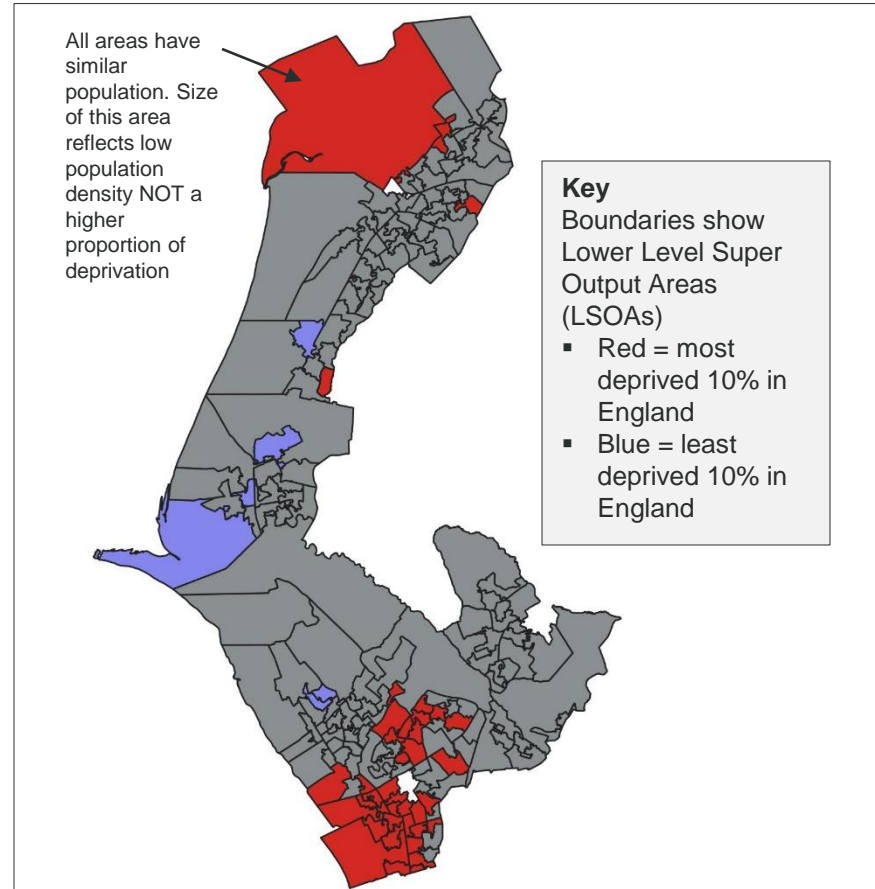 All areas have
similar
population. Size
of this area
reflects low
population
density NOT a
higher
proportion of
deprivation
Key
Boundaries show
Lower Level Super
Output Areas
(LSOAs)
▪ Red = most
deprived 10% in
England
▪ Blue = least
deprived 10% in
England